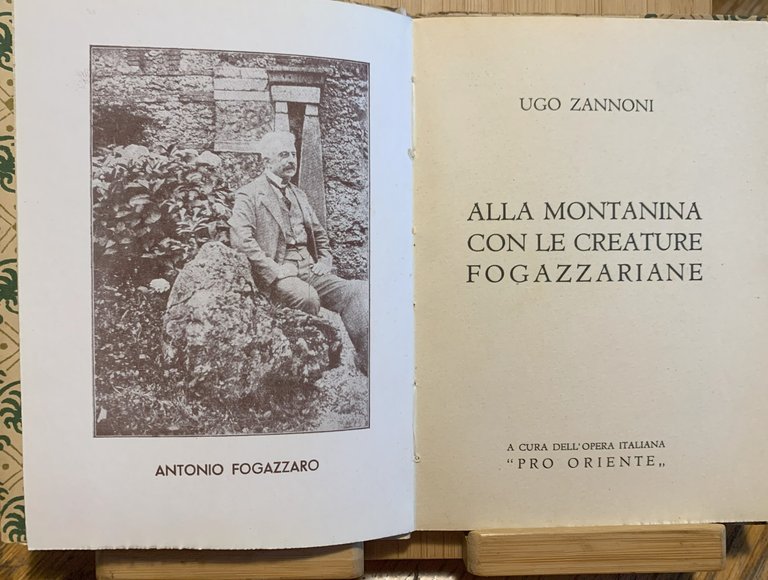 ANTONIO FOGAZZARO
UGO ZANNONI
ALLA MONTANINA
CON LE CREATURE
FOGAZZARIANE
A CURA DELL'OPERA ITALIANA
"PRO ORIENTE„